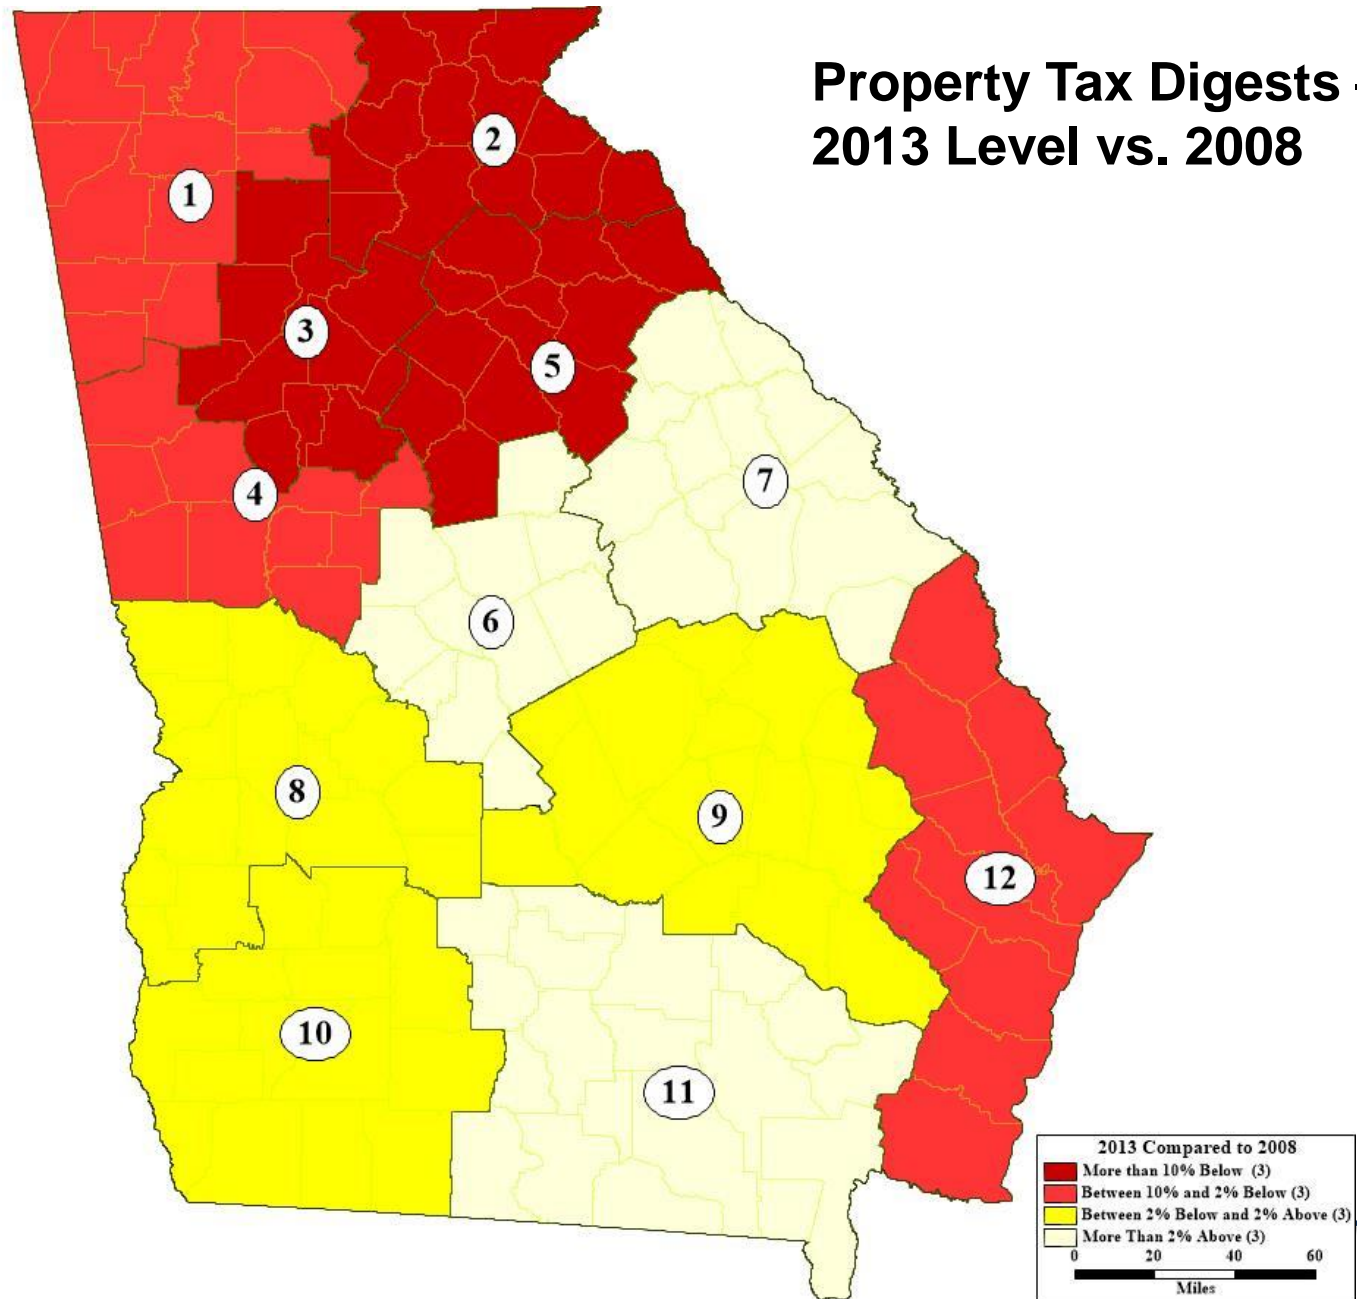 Property Tax Digests -
2013 Level vs. 2008
2
1
3
5
4
7
6
8
9
12
10
11
2013 Compared to 2008
More than 10% Below (3)
Between 10% and 2% Below (3)
Between 2% Below and 2% Above (3)
More Than 2% Above (3)
0 20 40 60
Miles